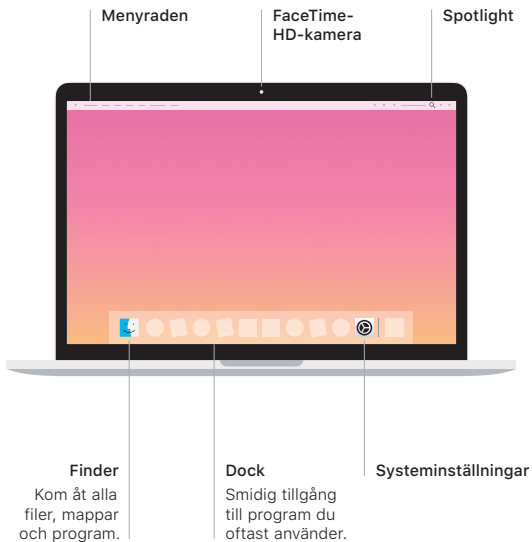 Menyraden
FaceTime-
HD-kamera
Spotlight
Finder
Kom åt alla
filer, mappar
och program.
Dock
Smidig tillgång
till program du
oftast använder.
Systeminställningar